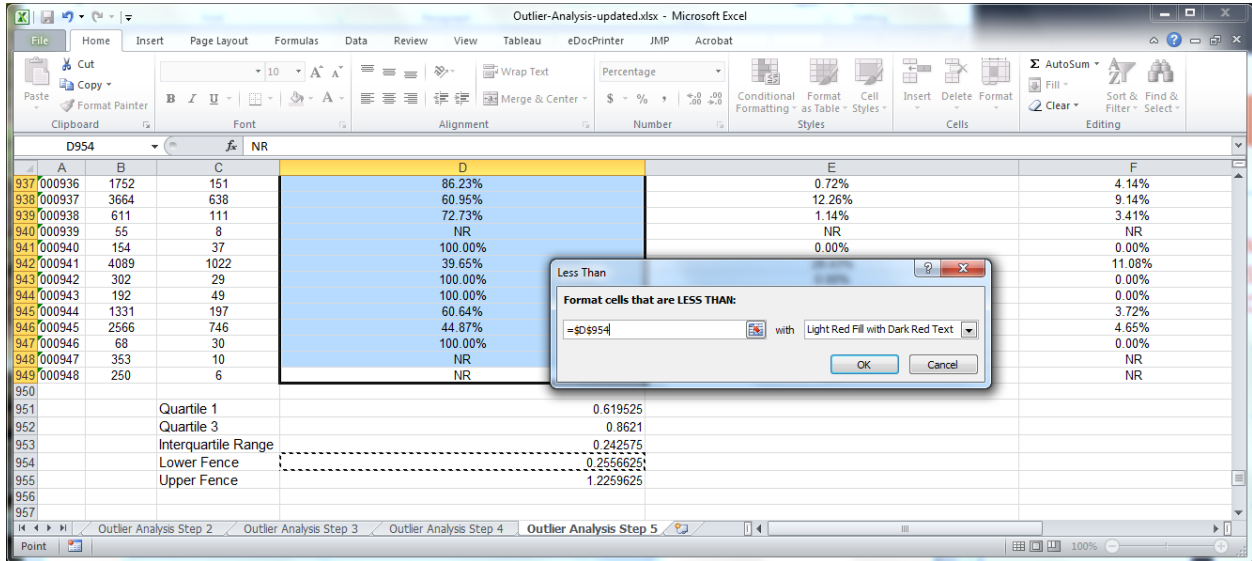 Outlier-Analysis-updated.xlsx - Microsoft Excel
File Home Insert Page Layout Formulas Data Review View Tableau eDocPrinter JMP Acrobat
Paste
Cut
Copy
Format Painter
Clipboard
10 A A
B I U A
Font
Wrap Text
Merge & Center
Alignment
Percentage
$ % , .0 .00 .00 .0
Number
Conditional Formatting
Format as Table
Cell Styles
Styles
Insert Delete Format
Cells
Σ AutoSum
Fill
Clear
Sort & Filter
Find & Select
Editing
D954 fx NR
A B C D E F
937 000936 1752 151 86.23% 0.72% 4.14%
938 000937 3664 638 60.95% 12.26% 9.14%
939 000938 611 111 72.73% 1.14% 3.41%
940 000939 55 8 NR NR NR
941 000940 154 37 100.00% 0.00% 0.00%
942 000941 4089 1022 39.65% 11.08%
943 000942 302 29 100.00% 0.00%
944 000943 192 49 100.00% 0.00%
945 000944 1331 197 60.64% 3.72%
946 000945 2566 746 44.87% 4.65%
947 000946 68 30 100.00% 0.00%
948 000947 353 10 NR NR
949 000948 250 6 NR NR
950
951 Quartile 1 0.619525
952 Quartile 3 0.8621
953 Interquartile Range 0.242575
954 Lower Fence 0.2556625
955 Upper Fence 1.2259625
956
957
Less Than
Format cells that are LESS THAN:
=$D$954 with Light Red Fill with Dark Red Text
OK Cancel
Outlier Analysis Step 2 Outlier Analysis Step 3 Outlier Analysis Step 4 Outlier Analysis Step 5
Point 100%